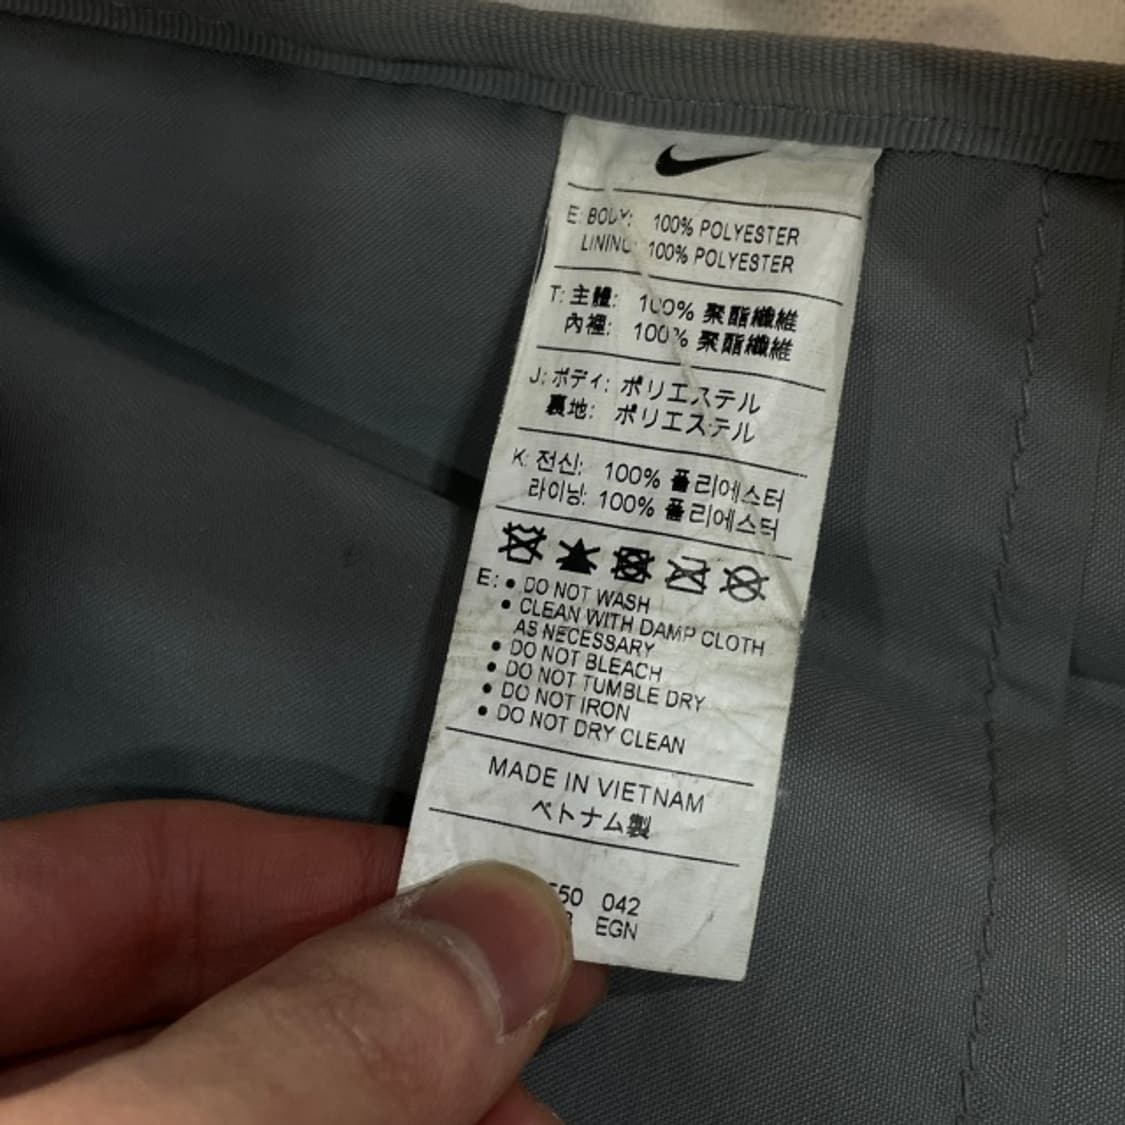 E: BODY: 100% POLYESTER
LINING: 100% POLYESTER
T: 主體: 100% 聚酯纖維
內裡: 100% 聚酯纖維
J: ボディ: ポリエステル
裏地: ポリエステル
K: 전신: 100% 폴리에스터
라이닝: 100% 폴리에스터
E: • DO NOT WASH
• CLEAN WITH DAMP CLOTH
AS NECESSARY
• DO NOT BLEACH
• DO NOT TUMBLE DRY
• DO NOT IRON
• DO NOT DRY CLEAN
MADE IN VIETNAM
ベトナム製
042
EGN